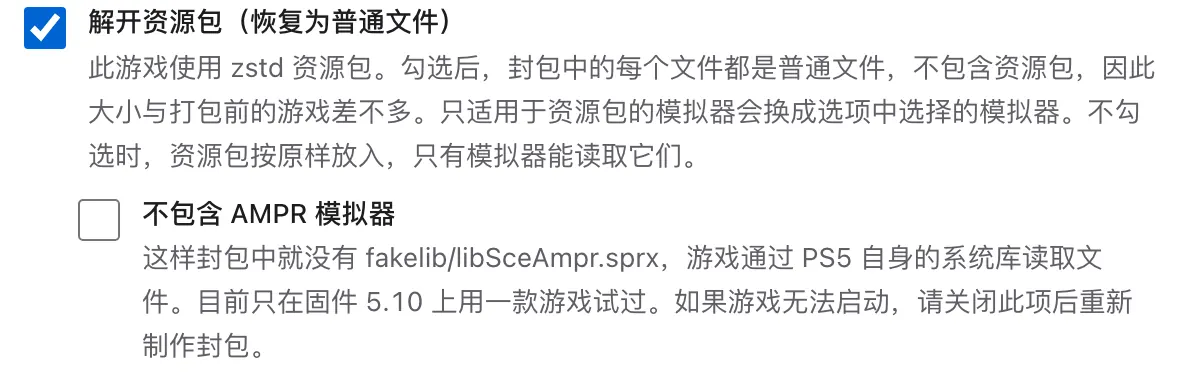 解开资源包（恢复为普通文件）
此游戏使用 zstd 资源包。勾选后，封包中的每个文件都是普通文件，不包含资源包，因此
大小与打包前的游戏差不多。只适用于资源包的模拟器会换成选项中选择的模拟器。不勾
选时，资源包按原样放入，只有模拟器能读取它们。
不包含 AMPR 模拟器
这样封包中就没有 fakelib/libSceAmpr.sprx，游戏通过 PS5 自身的系统库读取文
件。目前只在固件 5.10 上用一款游戏试过。如果游戏无法启动，请关闭此项后重新
制作封包。